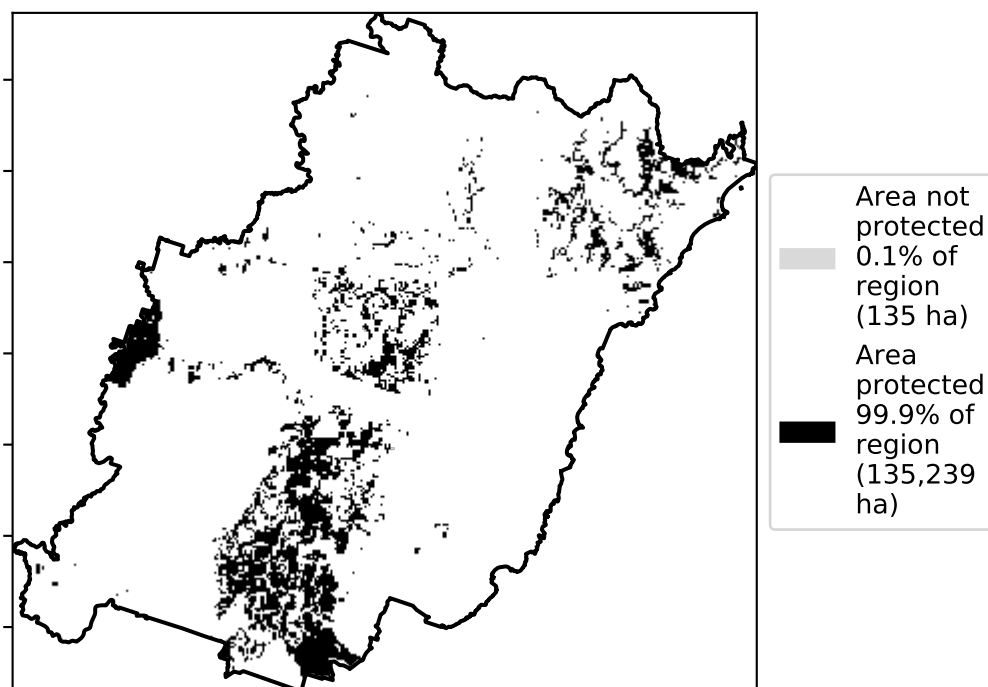 Area not
protected
0.1% of
region
(135 ha)
Area
protected
99.9% of
region
(135,239
ha)